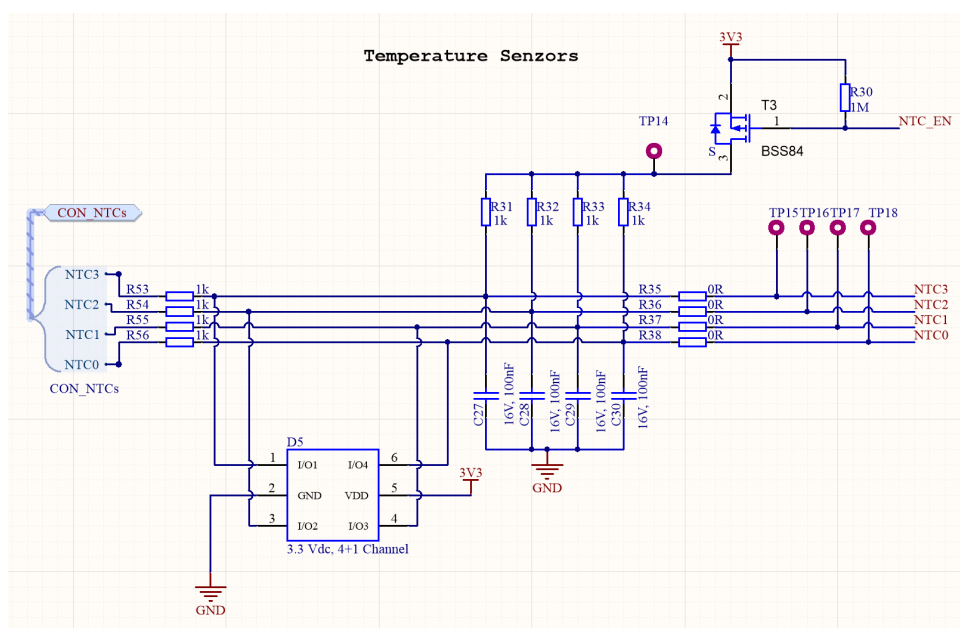 Temperature Senzors
3V3
R30
1M
T3
2
1
NTC_EN
S
3
BSS84
TP14
CON_NTCs
R31
1k
R32
1k
R33
1k
R34
1k
TP15
TP16
TP17
TP18
NTC3
NTC2
NTC1
NTC0
CON_NTCs
R53
1k
R54
1k
R55
1k
R56
1k
R35
0R
R36
0R
R37
0R
R38
0R
NTC3
NTC2
NTC1
NTC0
C27
16V, 100nF
C28
16V, 100nF
C29
16V, 100nF
C30
16V, 100nF
GND
D5
1
I/O1
I/O4
6
2
GND
VDD
5
3V3
3
I/O2
I/O3
4
3.3 Vdc, 4+1 Channel
GND